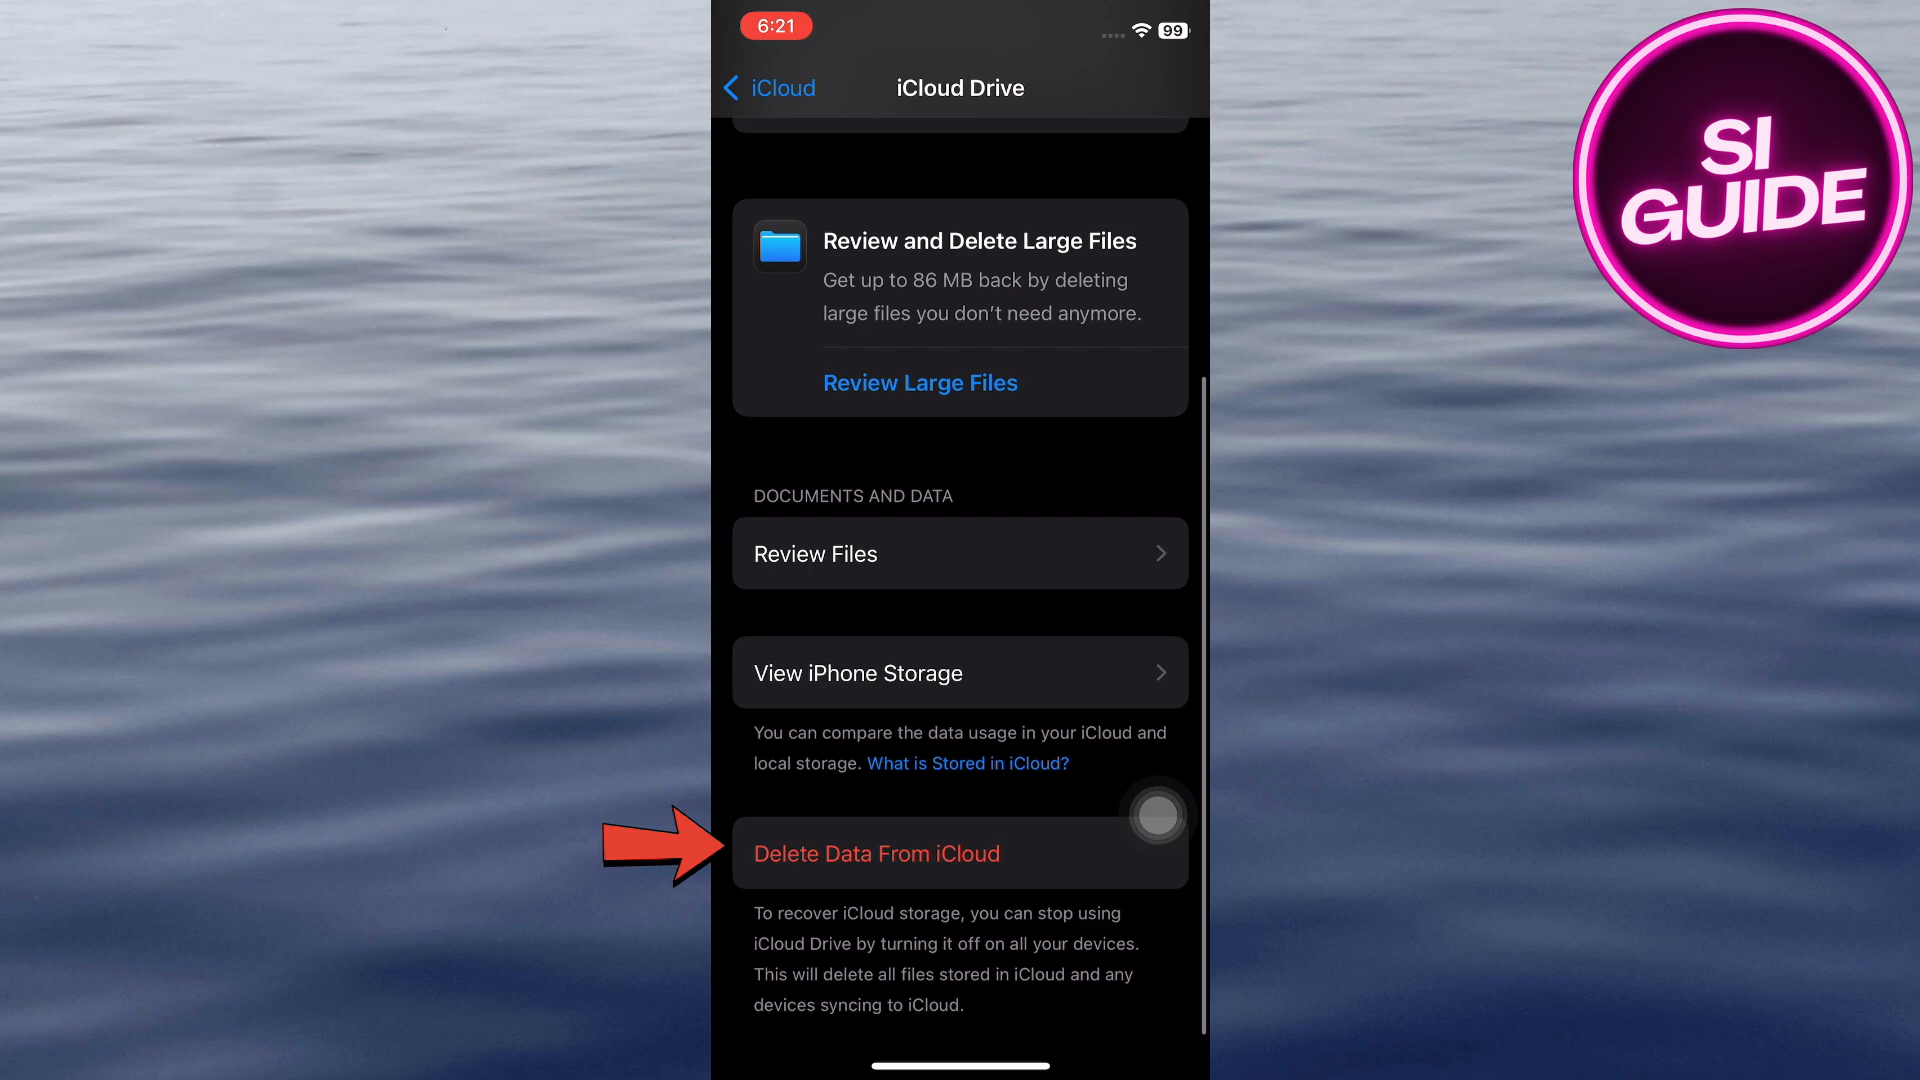 6:21
99
iCloud
iCloud Drive
SI
GUIDE
Review and Delete Large Files
Get up to 86 MB back by deleting
large files you don’t need anymore.
Review Large Files
DOCUMENTS AND DATA
Review Files
View iPhone Storage
You can compare the data usage in your iCloud and
local storage. What is Stored in iCloud?
Delete Data From iCloud
To recover iCloud storage, you can stop using
iCloud Drive by turning it off on all your devices.
This will delete all files stored in iCloud and any
devices syncing to iCloud.